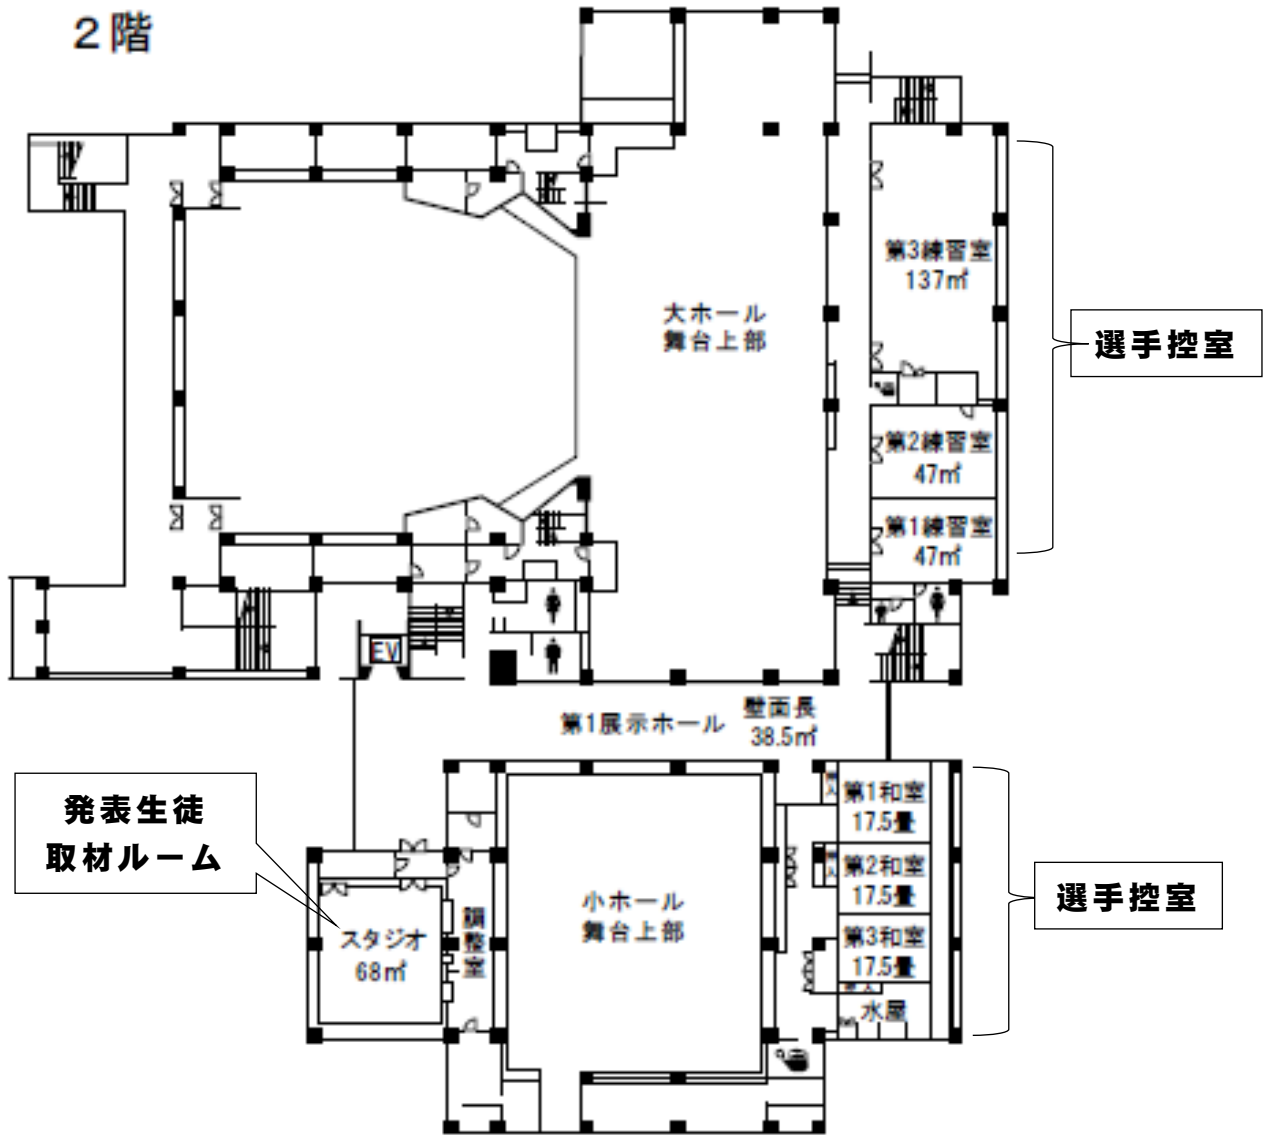 ２階
第3練習室
137㎡
大ホール
舞台上部
選手控室
第2練習室
47㎡
第1練習室
47㎡
EV
第1展示ホール
壁面長
38.5㎡
発表生徒
取材ルーム
第1和室
17.5畳
第2和室
17.5畳
小ホール
舞台上部
選手控室
調整室
スタジオ
68㎡
第3和室
17.5畳
水屋